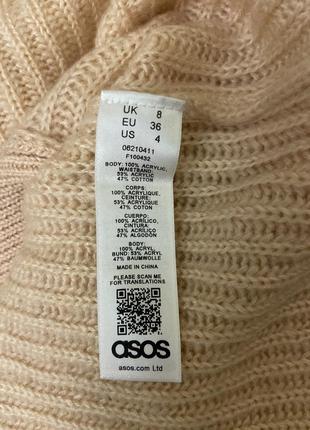 UK 8
EU 36
US 4
06210411
F100432
BODY: 100% ACRYLIC,
WAISTBAND:
53% ACRYLIC
47% COTTON
CORPS:
100% ACRYLIQUE,
CEINTURE:
53% ACRYLIQUE
47% COTON
CUERPO:
100% ACRÍLICO,
CINTURA:
53% ACRÍLICO
47% ALGODÓN
BODY:
100% ACRYL
BUND: 53% ACRYL
47% BAUMWOLLE
MADE IN CHINA
PLEASE SCAN ME
FOR TRANSLATIONS
asos
asos.com Ltd